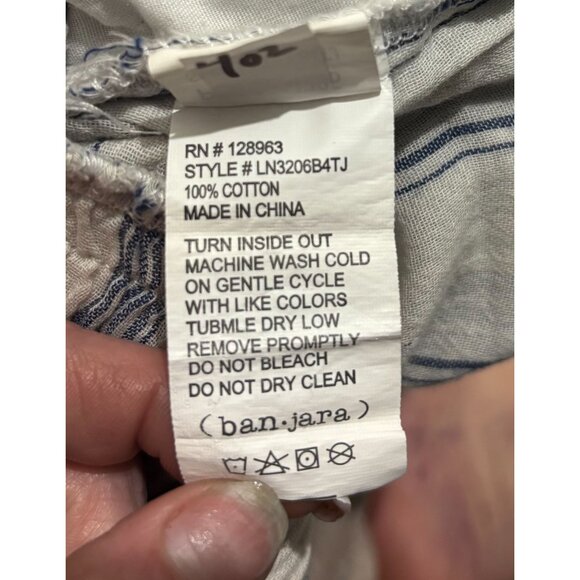 402
RN # 128963
STYLE # LN3206B4TJ
100% COTTON
MADE IN CHINA
TURN INSIDE OUT
MACHINE WASH COLD
ON GENTLE CYCLE
WITH LIKE COLORS
TUBMLE DRY LOW
REMOVE PROMPTLY
DO NOT BLEACH
DO NOT DRY CLEAN
(ban·jara)